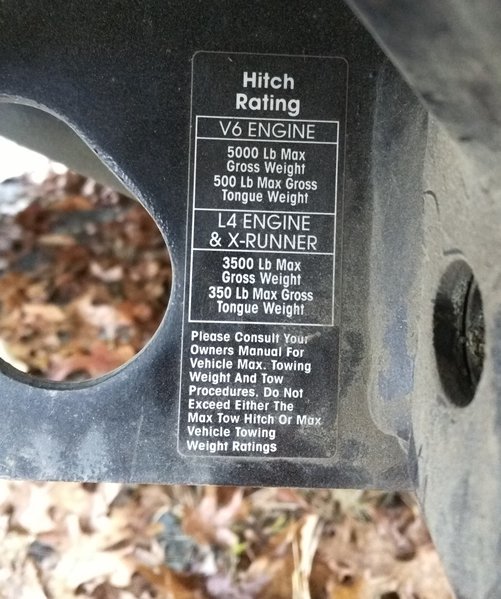 Hitch
Rating
V6 ENGINE
5000 Lb Max
Gross Weight
500 Lb Max Gross
Tongue Weight
L4 ENGINE
& X-RUNNER
3500 Lb Max
Gross Weight
350 Lb Max Gross
Tongue Weight
Please Consult Your
Owners Manual For
Vehicle Max. Towing
Weight And Tow
Procedures. Do Not
Exceed Either The
Max Tow Hitch Or Max
Vehicle Towing
Weight Ratings